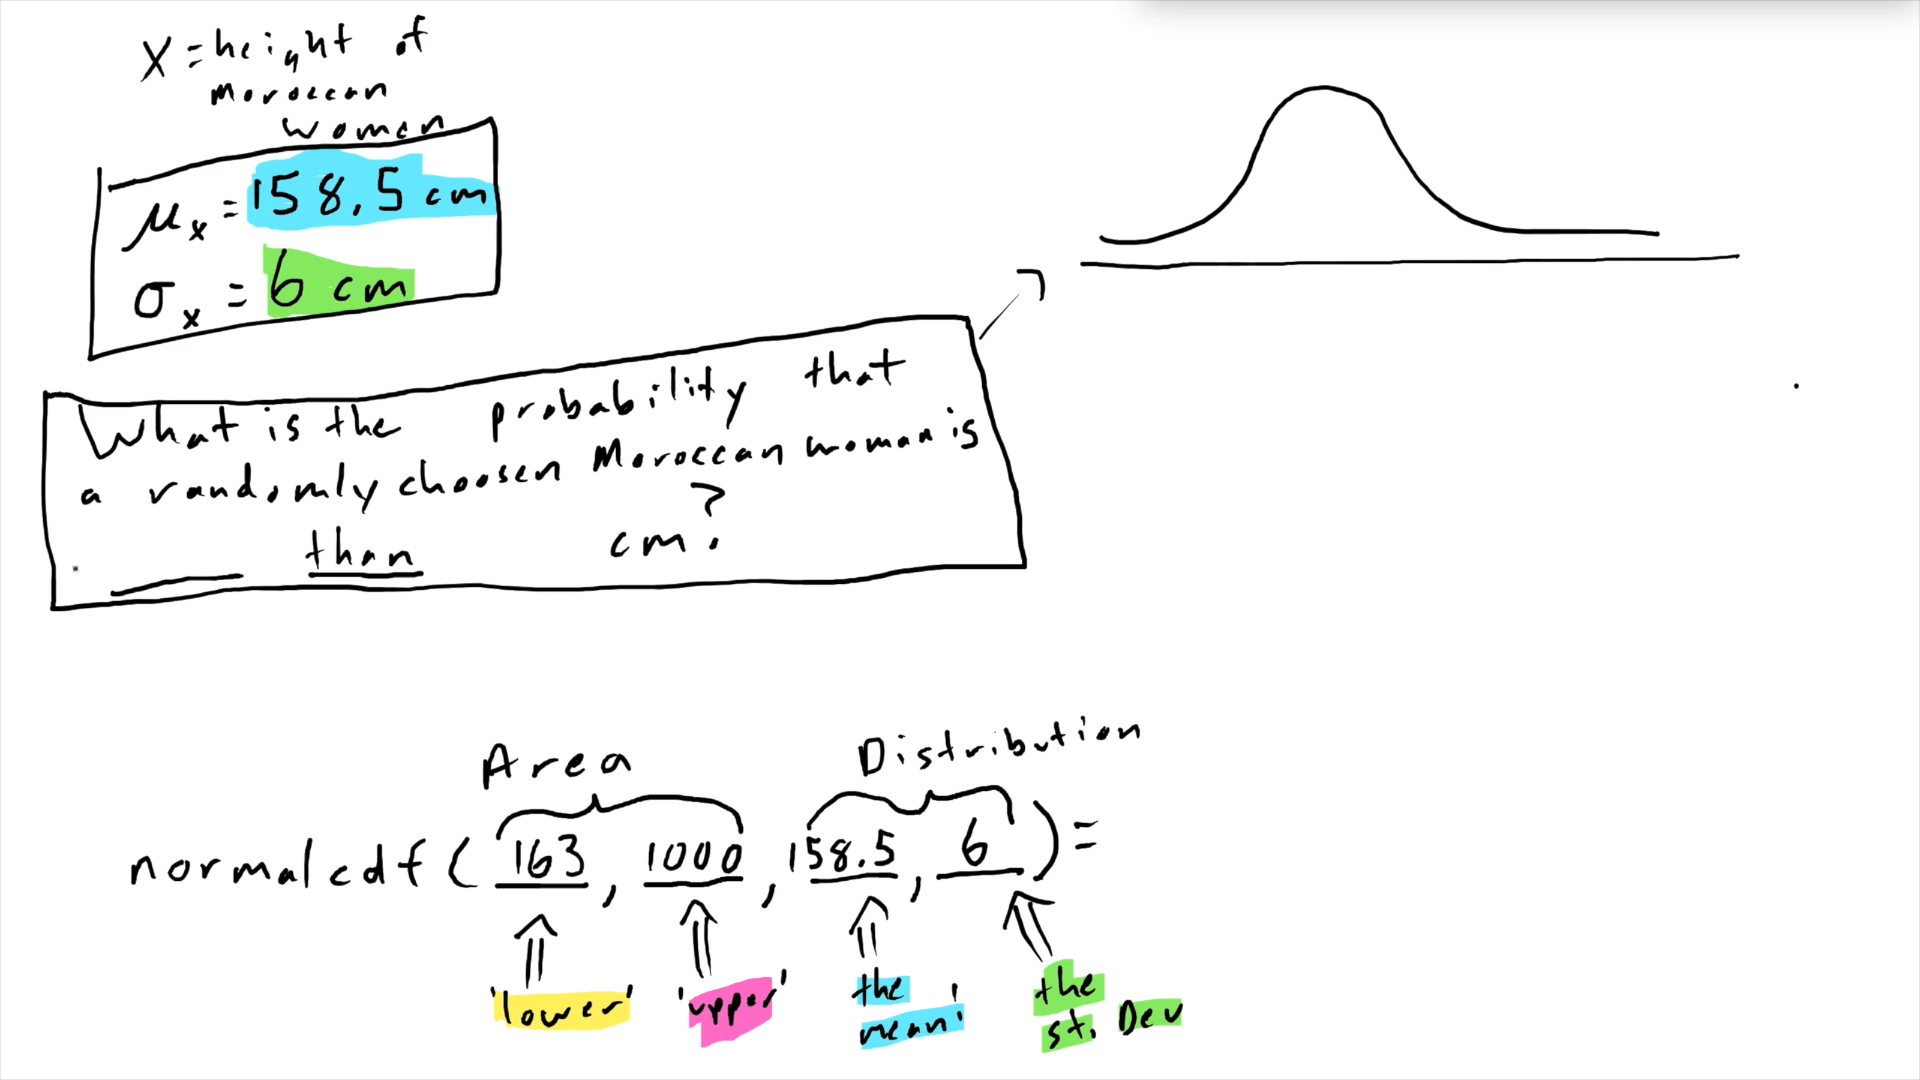 X = height of
Moroccan
Women
μx = 158.5 cm
σx = 6 cm
What is the probability that
a randomly choosen Moroccan woman is
____ than cm?
Area
Distribution
normalcdf ( 163 , 1000 , 158.5 , 6 ) =
'lower' 'upper' the the
mean' st. Dev